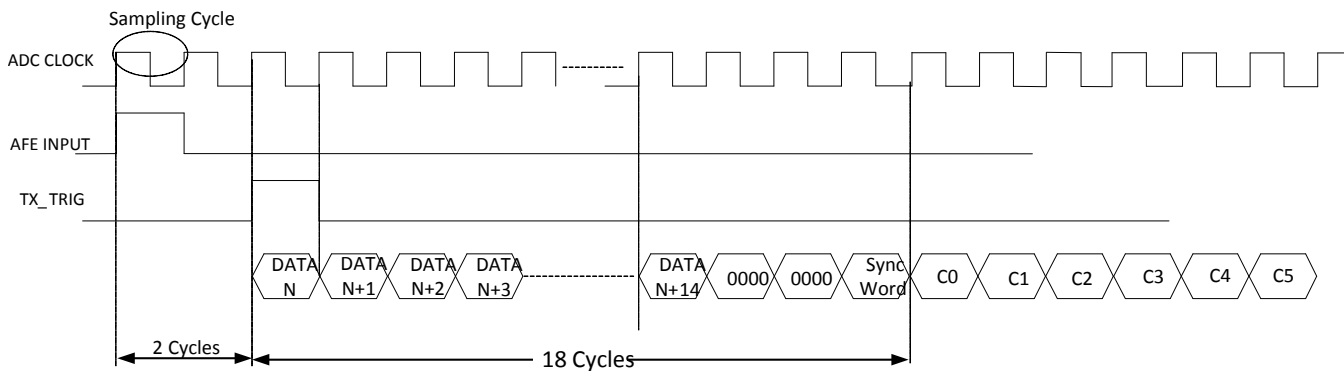 Sampling Cycle
ADC CLOCK
AFE INPUT
TX_TRIG
DATA N
DATA N+1
DATA N+2
DATA N+3
DATA N+14
0000
0000
Sync Word
C0
C1
C2
C3
C4
C5
2 Cycles
18 Cycles